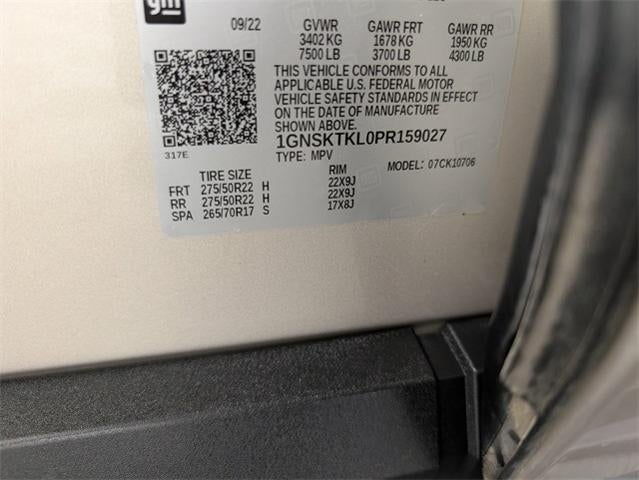 gm
09/22 GVWR GAWR FRT GAWR RR
3402 KG 1678 KG 1950 KG
7500 LB 3700 LB 4300 LB
THIS VEHICLE CONFORMS TO ALL
APPLICABLE U.S. FEDERAL MOTOR
VEHICLE SAFETY STANDARDS IN EFFECT
ON THE DATE OF MANUFACTURE
SHOWN ABOVE.
1GNSKTKL0PR159027
317E
TYPE: MPV MODEL: 07CK10706
TIRE SIZE RIM
FRT 275/50R22 H 22X9J
RR 275/50R22 H 22X9J
SPA 265/70R17 S 17X8J